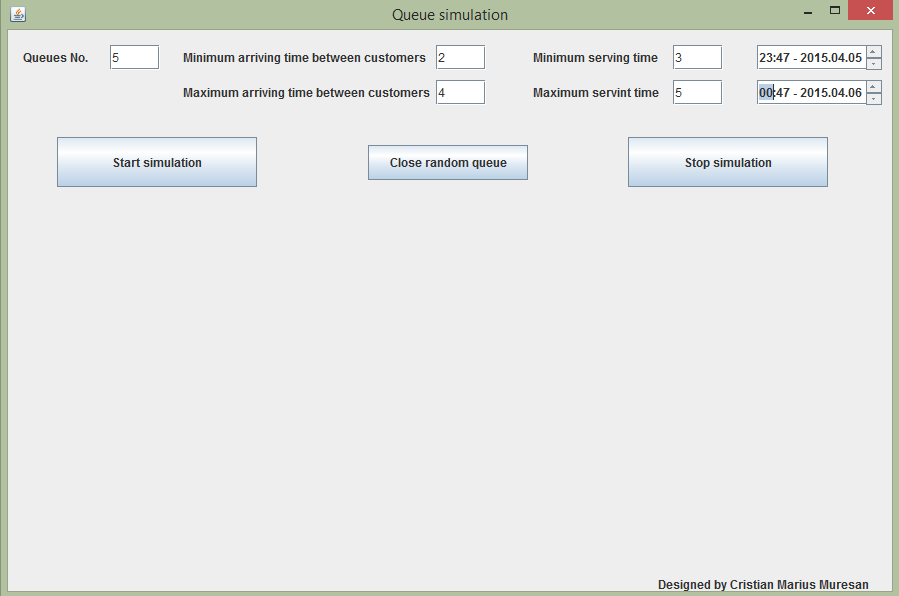 Queue simulation
Queues No. 5 Minimum arriving time between customers 2 Minimum serving time 3 23:47 - 2015.04.05
Maximum arriving time between customers 4 Maximum servint time 5 00:47 - 2015.04.06
Start simulation Close random queue Stop simulation
Designed by Cristian Marius Muresan